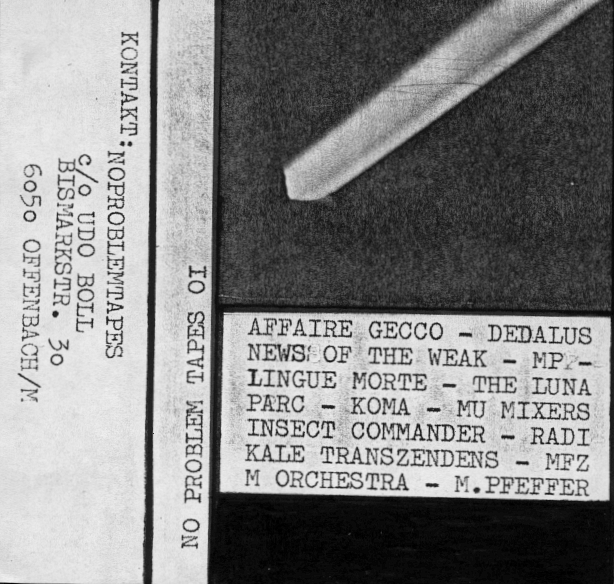 KONTAKT:NOPROBLEMTAPES
c/o UDO BOLL
BISMARKSTR. 30
6050 OFFENBACH/M
NO PROBLEM TAPES OI
AFFAIRE GECCO - DEDALUS
NEWS OF THE WEAK - MP -
LINGUE MORTE - THE LUNA
PARC - KOMA - MU MIXERS
INSECT COMMANDER - RADI
KALE TRANSZENDENS - MFZ
M ORCHESTRA - M.PFEFFER